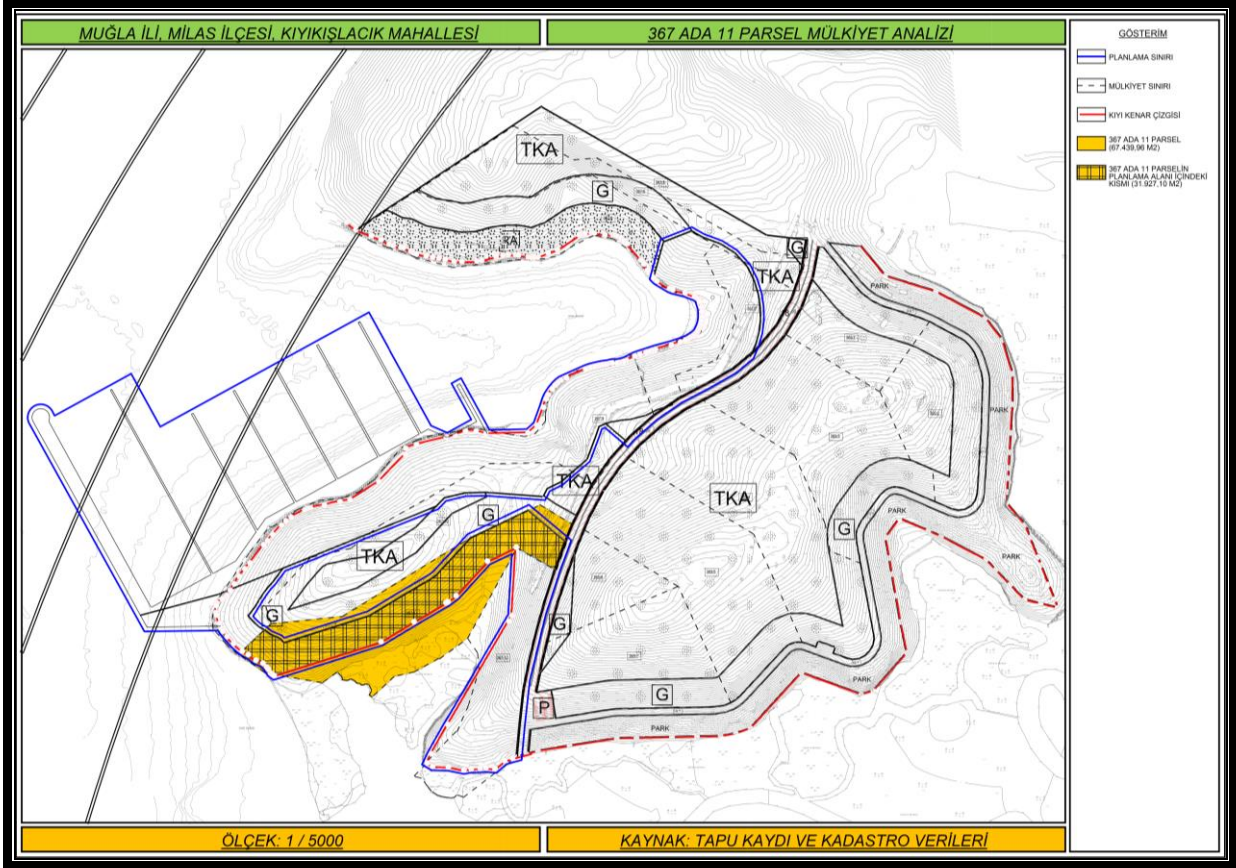 MUĞLA İLİ, MİLAS İLÇESİ, KIYIKIŞLACIK MAHALLESİ
367 ADA 11 PARSEL MÜLKİYET ANALİZİ
GÖSTERİM
PLANLAMA SINIRI
MÜLKİYET SINIRI
KIYI KENAR ÇİZGİSİ
367 ADA 11 PARSEL
(67.439,96 M2)
367 ADA 11 PARSELİN
PLANLAMA ALANI İÇİNDEKİ
KISMI (31.927,10 M2)
TKA
G
G
TKA
PARK
PARK
TKA
TKA
G
PARK
G
TKA
PARK
G
G
G
P
PARK
PARK
ÖLÇEK: 1 / 5000
KAYNAK: TAPU KAYDI VE KADASTRO VERİLERİ